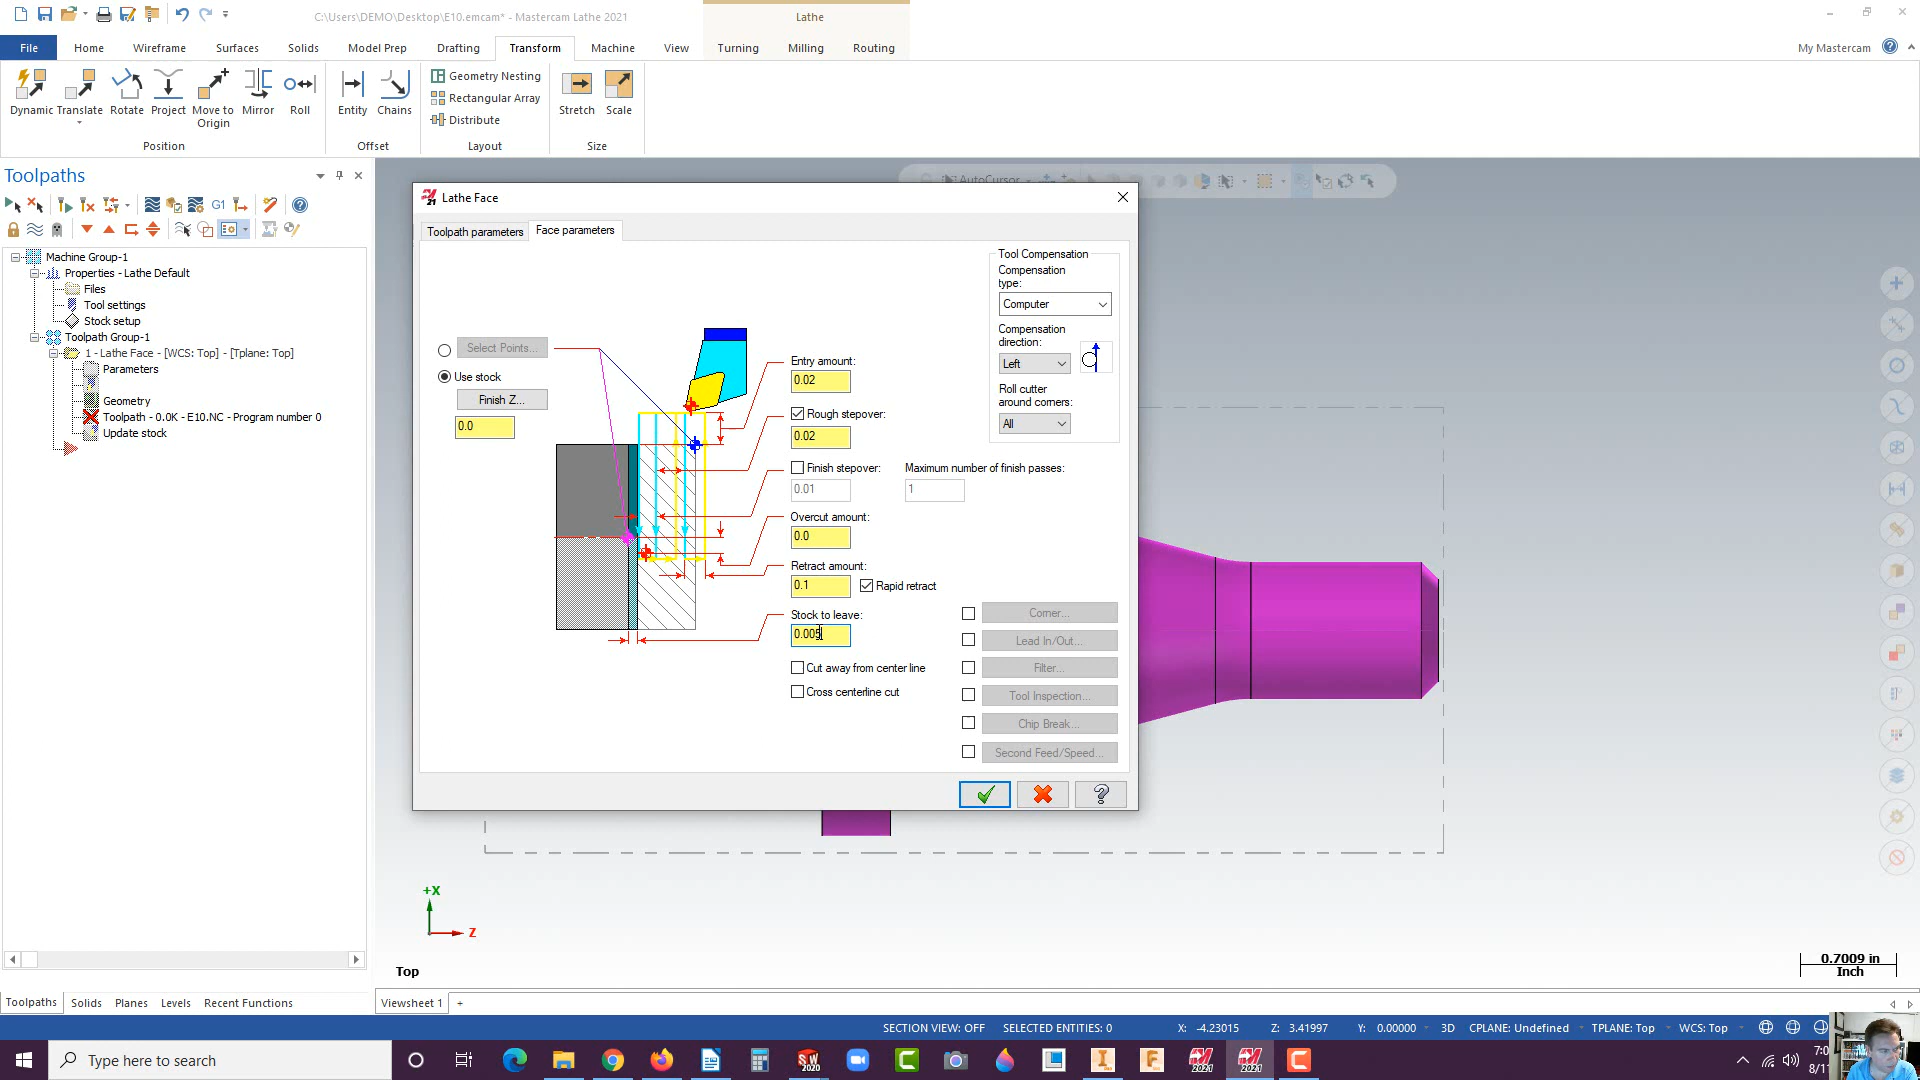 C:\Users\DEMO\Desktop\E10.emcam* - Mastercam Lathe 2021
Lathe
File
Home
Wireframe
Surfaces
Solids
Model Prep
Drafting
Transform
Machine
View
Turning
Milling
Routing
My Mastercam
Dynamic
Translate
Rotate
Project
Move to
Origin
Mirror
Roll
Entity
Chains
Geometry Nesting
Rectangular Array
Distribute
Stretch
Scale
Position
Offset
Layout
Size
Toolpaths
G1
Machine Group-1
Properties - Lathe Default
Files
Tool settings
Stock setup
Toolpath Group-1
1 - Lathe Face - [WCS: Top] - [Tplane: Top]
Parameters
Geometry
Toolpath - 0.0K - E10.NC - Program number 0
Update stock
AutoCursor
Lathe Face
Toolpath parameters
Face parameters
Select Points...
Use stock
Finish Z...
0.0
Entry amount:
0.02
Rough stepover:
0.02
Finish stepover:
0.01
Maximum number of finish passes:
1
Overcut amount:
0.0
Retract amount:
0.1
Rapid retract
Stock to leave:
0.005
Cut away from center line
Cross centerline cut
Tool Compensation
Compensation
type:
Computer
Compensation
direction:
Left
Roll cutter
around corners:
All
Corner...
Lead In/Out...
Filter...
Tool Inspection...
Chip Break...
Second Feed/Speed...
+X
Z
Top
0.7009 in
Inch
Toolpaths
Solids
Planes
Levels
Recent Functions
Viewsheet 1
+
SECTION VIEW: OFF
SELECTED ENTITIES: 0
X: -4.23015
Z: 3.41997
Y: 0.00000
3D
CPLANE: Undefined
TPLANE: Top
WCS: Top
Type here to search
SW
2020
2021
2021
7:0
8/1